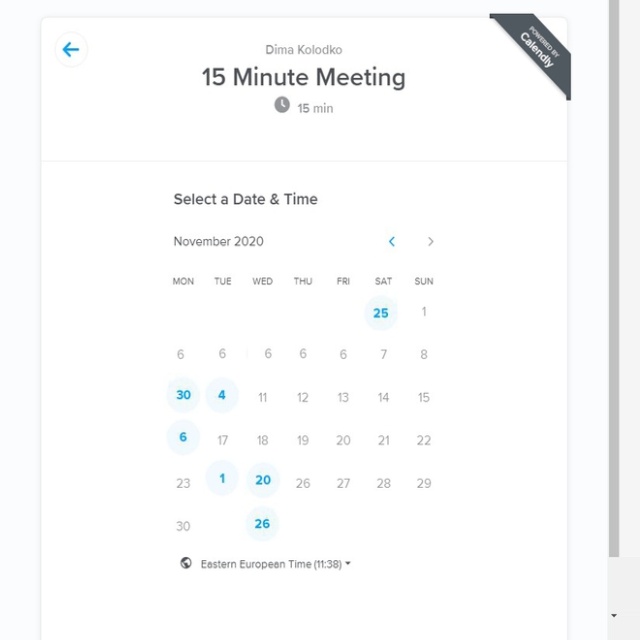 Dima Kolodko
15 Minute Meeting
15 min
POWERED BY
Calendly
Select a Date & Time
November 2020
MON TUE WED THU FRI SAT SUN
25 1
6 6 6 6 6 7 8
30 4 11 12 13 14 15
6 17 18 19 20 21 22
23 1 20 26 27 28 29
30 26
Eastern European Time (11:38)